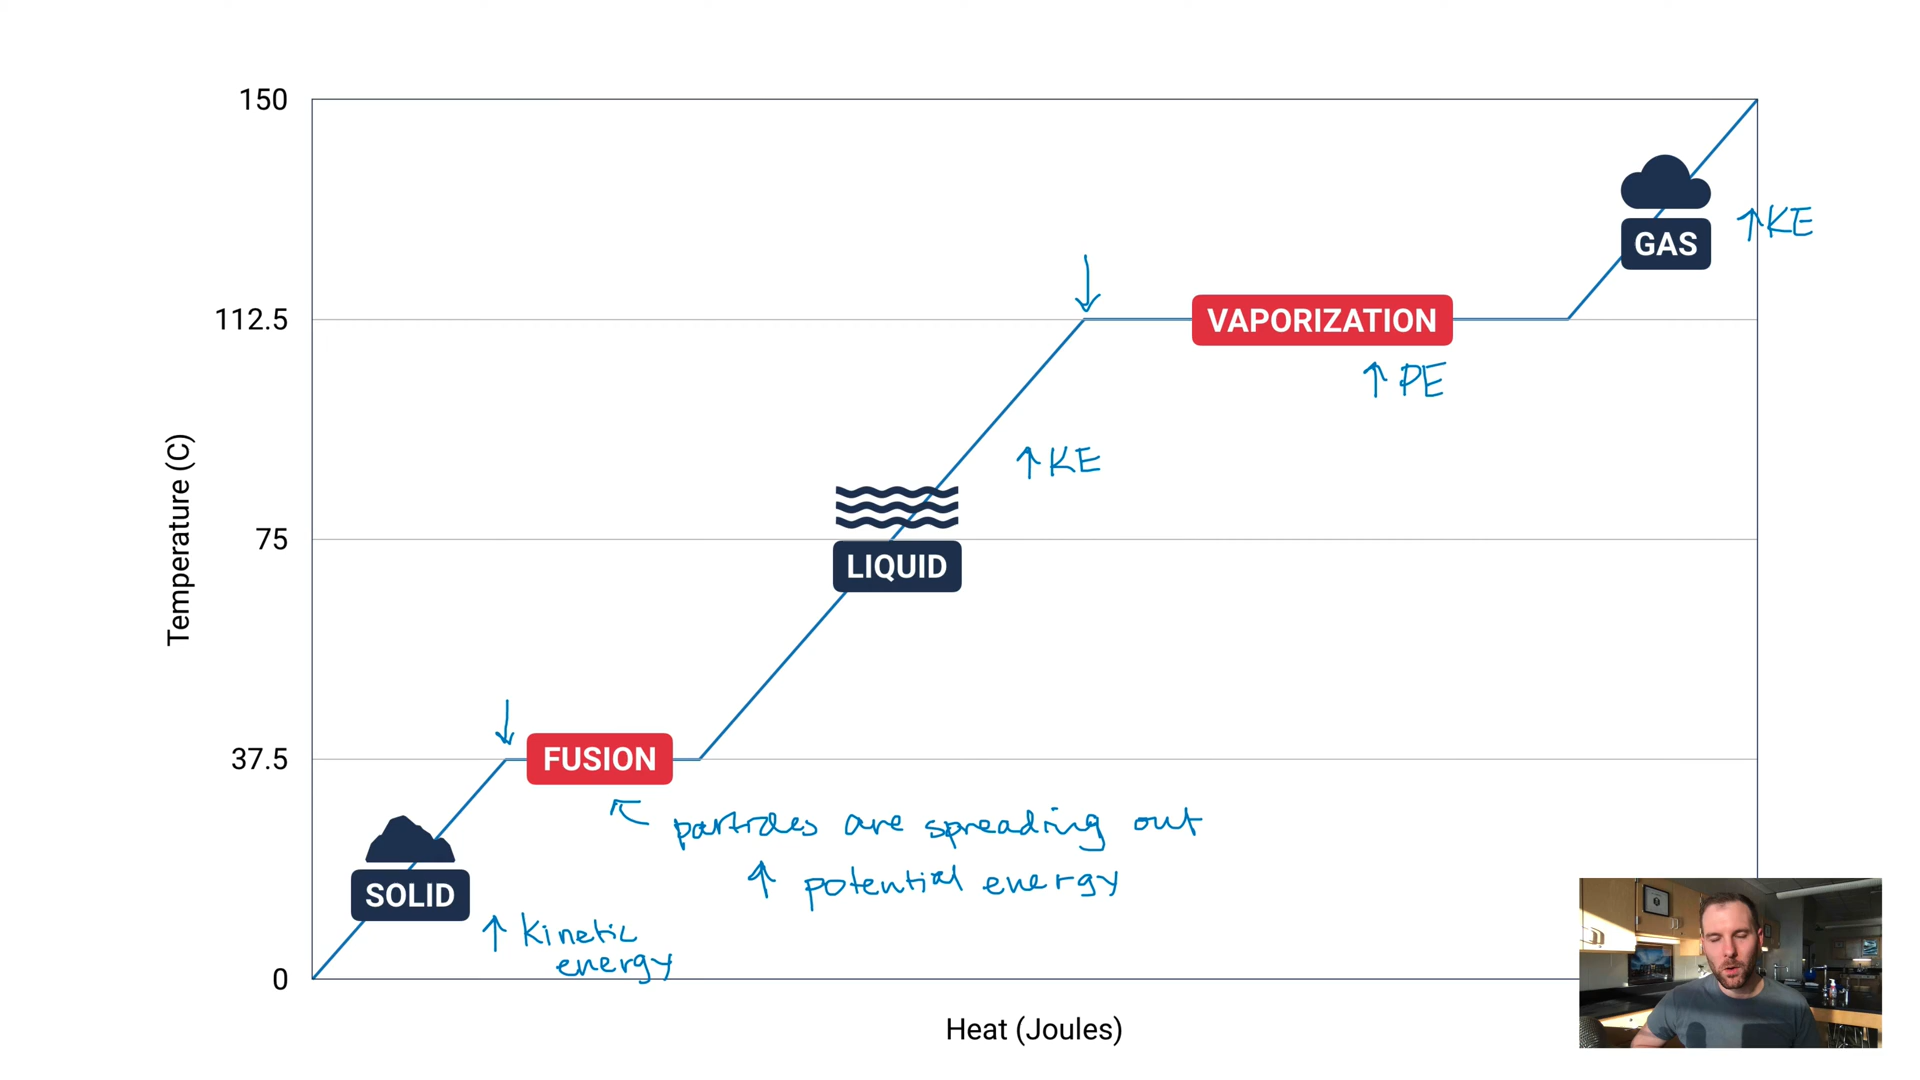 150
GAS
↑KE
112.5
VAPORIZATION
↑ PE
↑KE
75
LIQUID
Temperature (C)
37.5
FUSION
particles are spreading out
↑ potential energy
SOLID
↑ Kinetic
energy
0
Heat (Joules)